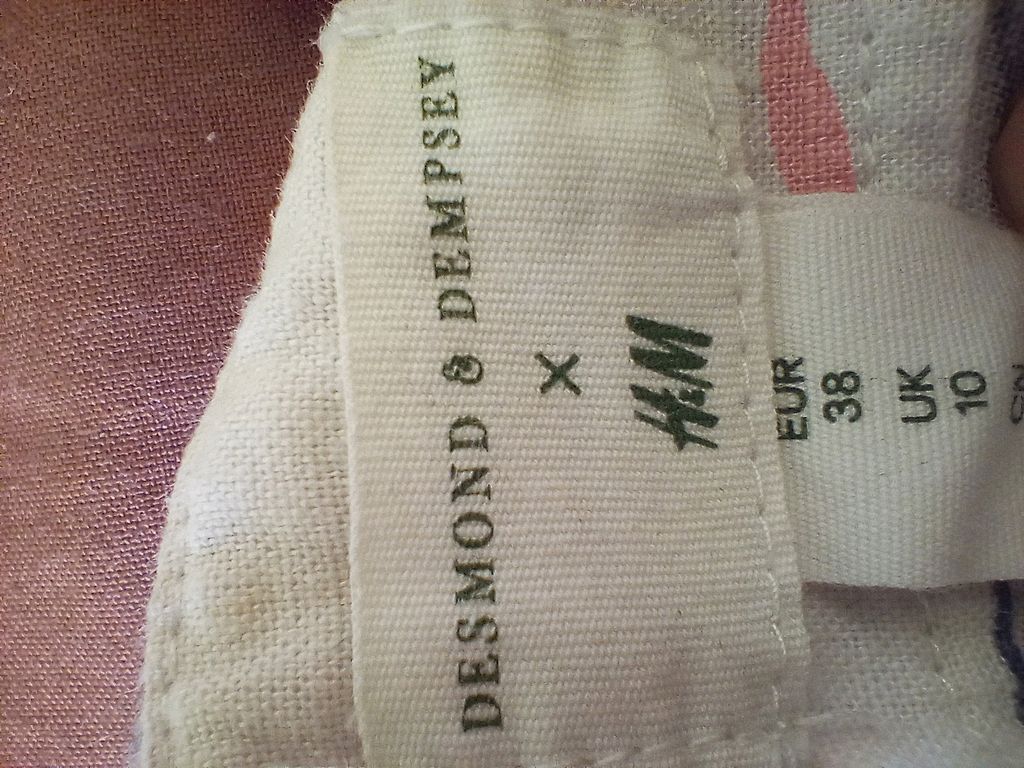 DESMOND & DEMPSEY
×
H&M
EUR
38
UK
10